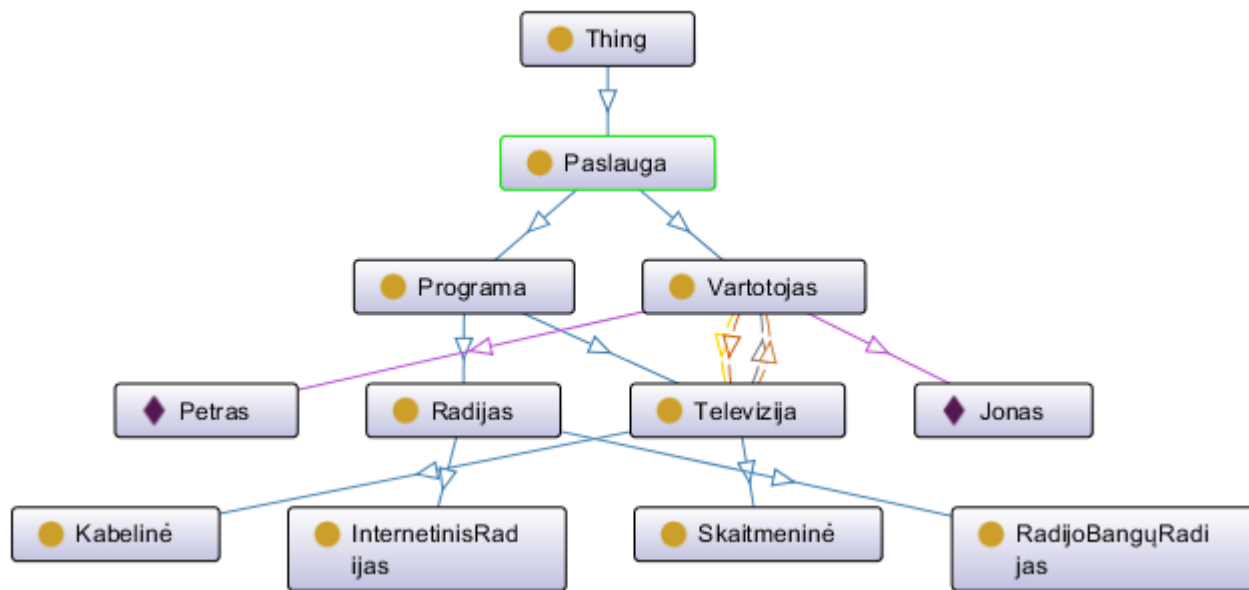 Thing
Paslauga
Programa
Vartotojas
Petras
Radijas
Televizija
Jonas
Kabelinė
InternetinisRad
ijas
Skaitmeninė
RadijoBangųRadi
jas